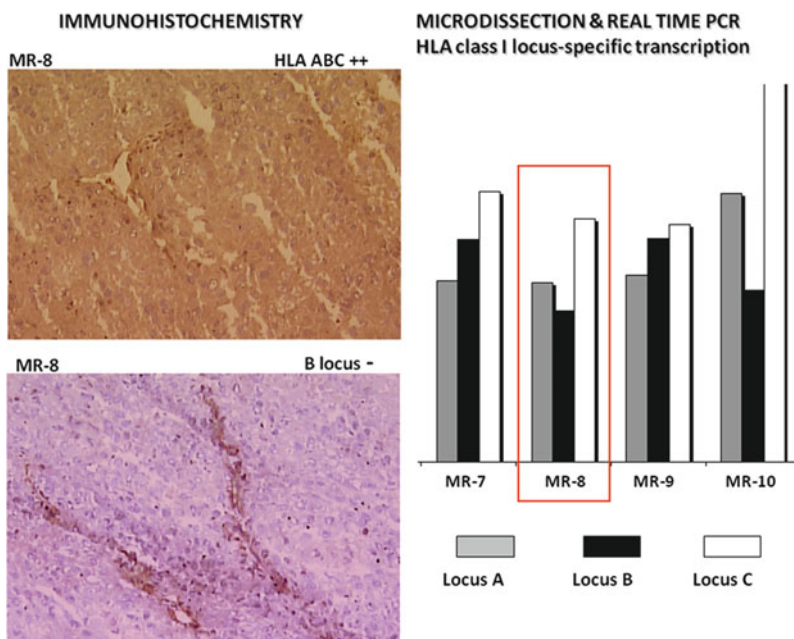 IMMUNOHISTOCHEMISTRY
MR-8 HLA ABC ++
MR-8 B locus -
MICRODISSECTION & REAL TIME PCR
HLA class I locus-specific transcription
MR-7 MR-8 MR-9 MR-10
Locus A Locus B Locus C